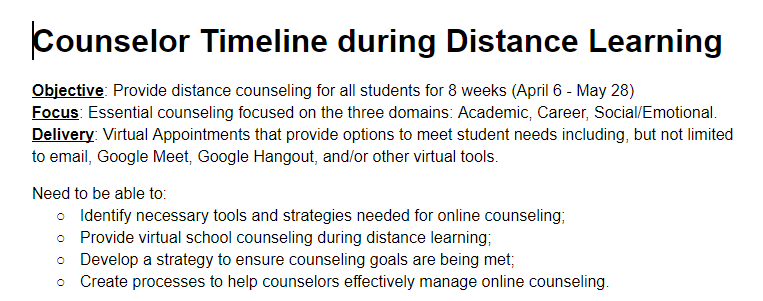 Counselor Timeline during Distance Learning
Objective: Provide distance counseling for all students for 8 weeks (April 6 - May 28)
Focus: Essential counseling focused on the three domains: Academic, Career, Social/Emotional.
Delivery: Virtual Appointments that provide options to meet student needs including, but not limited
to email, Google Meet, Google Hangout, and/or other virtual tools.
Need to be able to:
○ Identify necessary tools and strategies needed for online counseling;
○ Provide virtual school counseling during distance learning;
○ Develop a strategy to ensure counseling goals are being met;
○ Create processes to help counselors effectively manage online counseling.